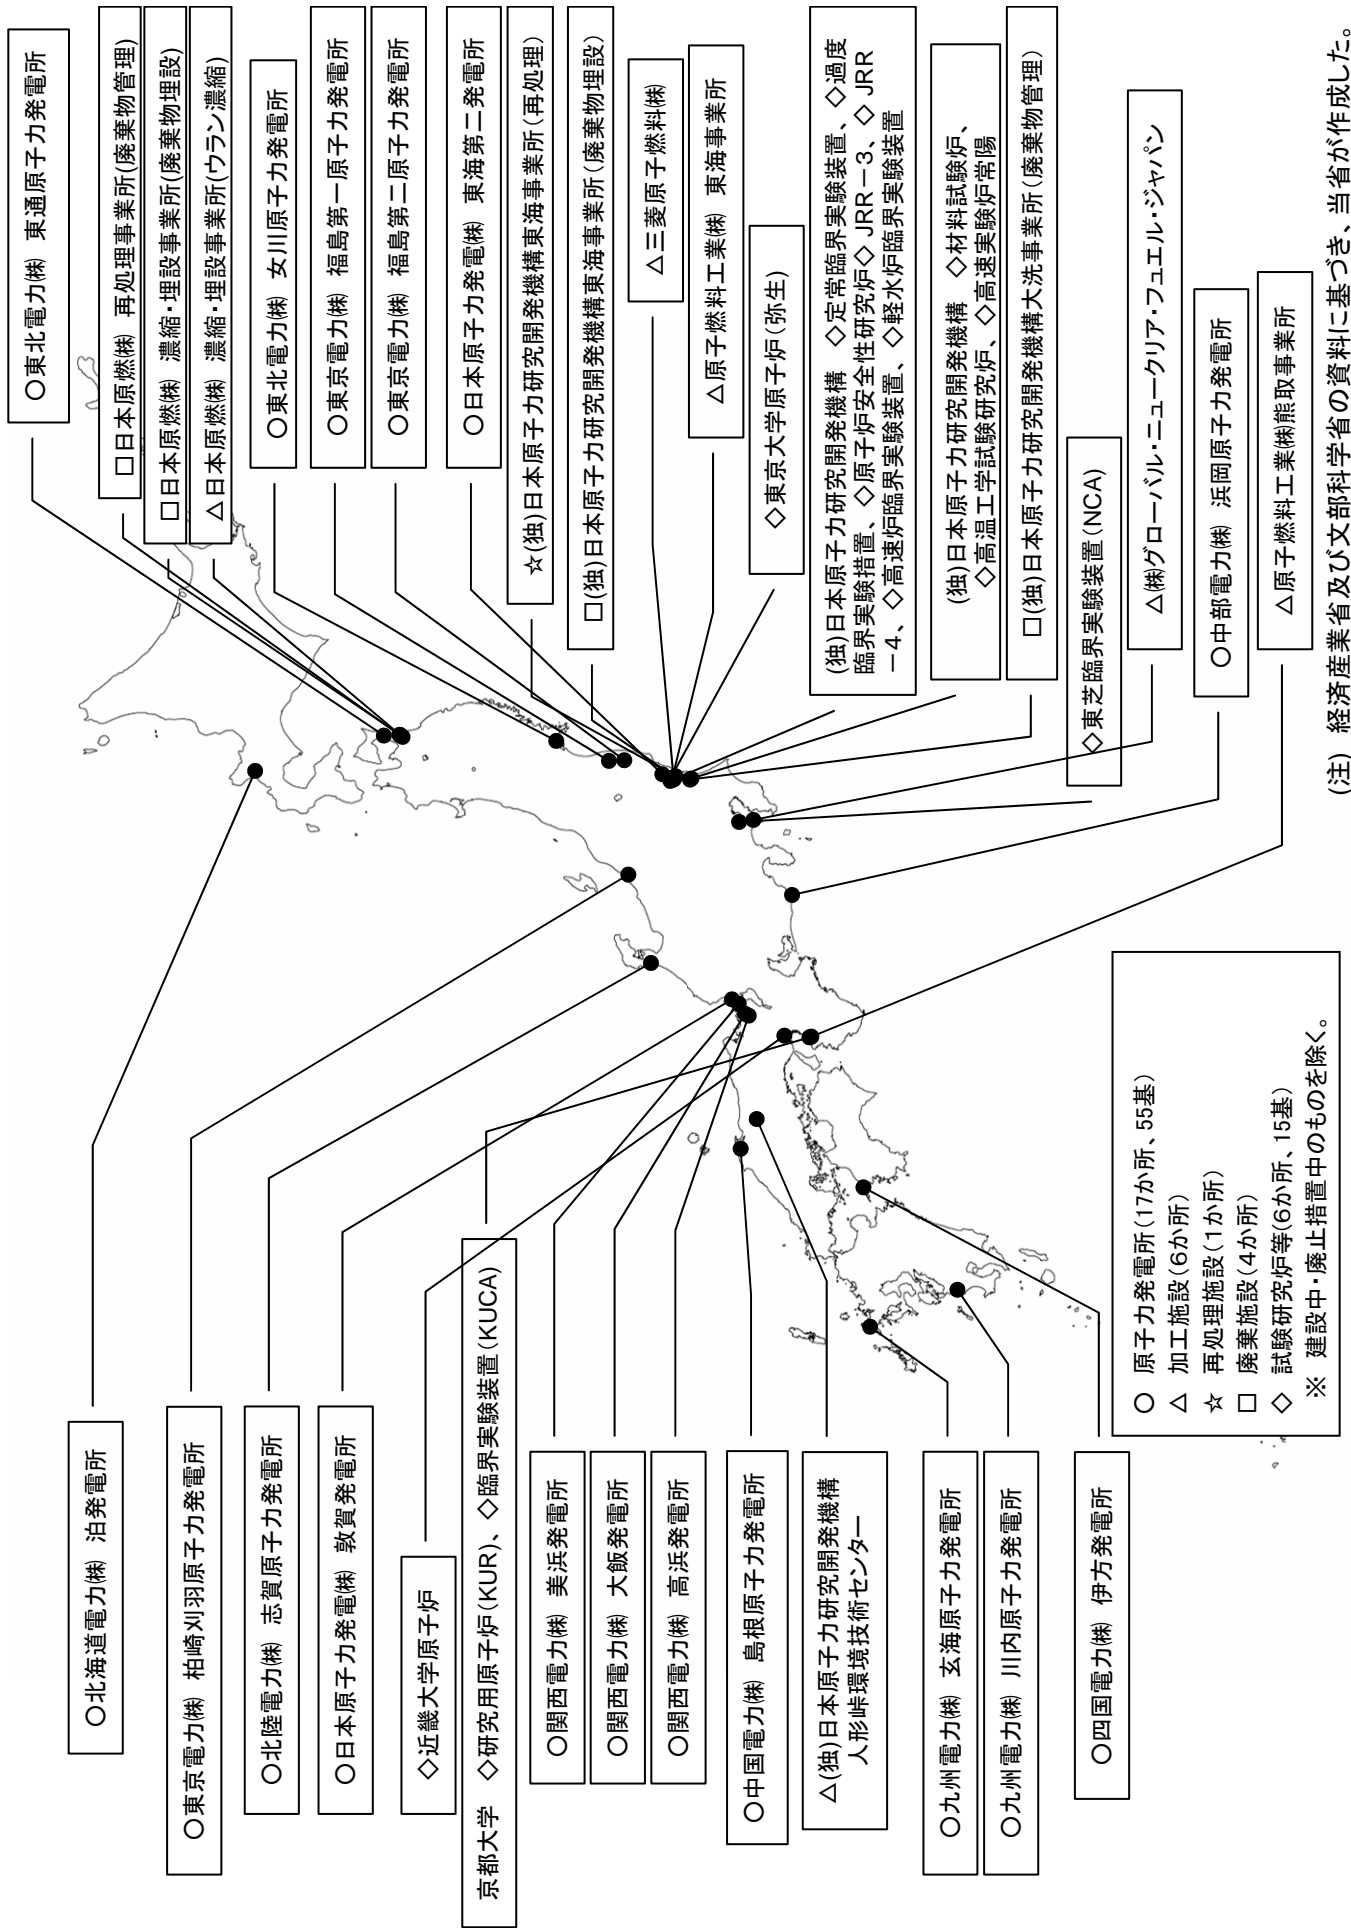 ○北海道電力㈱　泊発電所
○東京電力㈱　柏崎刈羽原子力発電所
○北陸電力㈱　志賀原子力発電所
○日本原子力発電㈱　敦賀発電所
◇近畿大学原子炉
京都大学　◇研究用原子炉(KUR)、◇臨界実験装置(KUCA)
○関西電力㈱　美浜発電所
○関西電力㈱　大飯発電所
○関西電力㈱　高浜発電所
○中国電力㈱　島根原子力発電所
△(独)日本原子力研究開発機構
人形峠環境技術センター
○九州電力㈱　玄海原子力発電所
○九州電力㈱　川内原子力発電所
○四国電力㈱　伊方発電所
○東北電力㈱　東通原子力発電所
□日本原燃㈱　再処理事業所(廃棄物管理)
□日本原燃㈱　濃縮・埋設事業所(廃棄物埋設)
△日本原燃㈱　濃縮・埋設事業所(ウラン濃縮)
○東北電力㈱　女川原子力発電所
○東京電力㈱　福島第一原子力発電所
○東京電力㈱　福島第二原子力発電所
○日本原子力発電㈱　東海第二発電所
☆(独)日本原子力研究開発機構東海事業所(再処理)
□(独)日本原子力研究開発機構東海事業所(廃棄物埋設)
△三菱原子燃料㈱
△原子燃料工業㈱　東海事業所
◇東京大学原子炉(弥生)
(独)日本原子力研究開発機構　◇定常臨界実験装置、◇過度
臨界実験措置、◇原子炉安全性研究炉◇JRR－3、◇JRR
－4、◇高速炉臨界実験装置、◇軽水炉臨界実験装置
(独)日本原子力研究開発機構　◇材料試験炉、
◇高温工学試験研究炉、◇高速実験炉常陽
□(独)日本原子力研究開発機構大洗事業所(廃棄物管理)
◇東芝臨界実験装置(NCA)
△㈱グローバル・ニュークリア・フュエル・ジャパン
○中部電力㈱　浜岡原子力発電所
△原子燃料工業㈱熊取事業所
○　原子力発電所(17か所、55基)
△　加工施設(6か所)
☆　再処理施設(1か所)
□　廃棄施設(4か所)
◇　試験研究炉等(6か所、15基)
※　建設中・廃止措置中のものを除く。
(注)　経済産業省及び文部科学省の資料に基づき、当省が作成した。